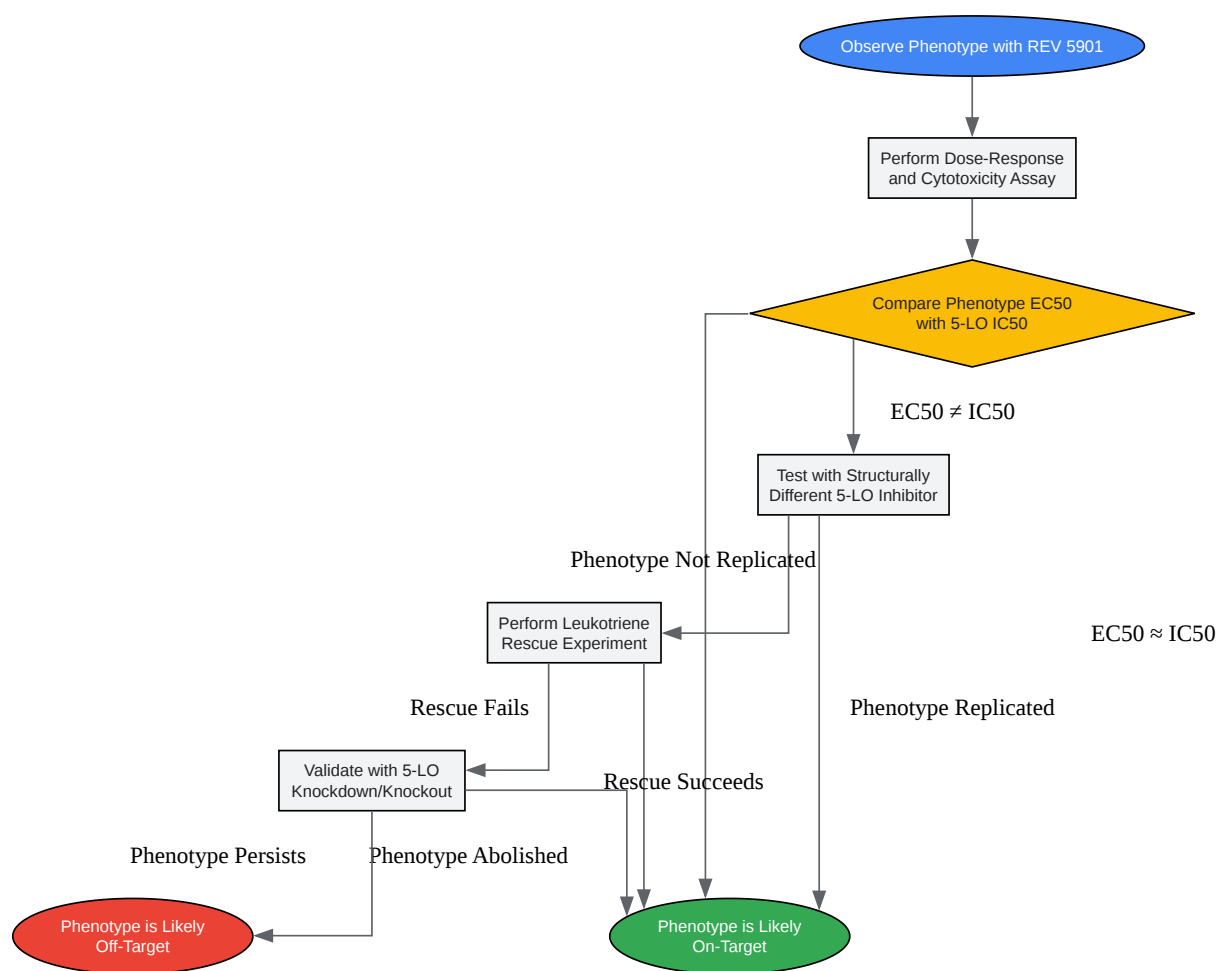 Observe Phenotype with REV 5901
Perform Dose-Response
and Cytotoxicity Assay
Compare Phenotype EC50
with 5-LO IC50
EC50 ≠ IC50
Test with Structurally
Different 5-LO Inhibitor
Phenotype Not Replicated
Perform Leukotriene
Rescue Experiment
EC50 ≈ IC50
Rescue Fails
Phenotype Replicated
Validate with 5-LO
Knockdown/Knockout
Rescue Succeeds
Phenotype Persists
Phenotype Abolished
Phenotype is Likely
Off-Target
Phenotype is Likely
On-Target